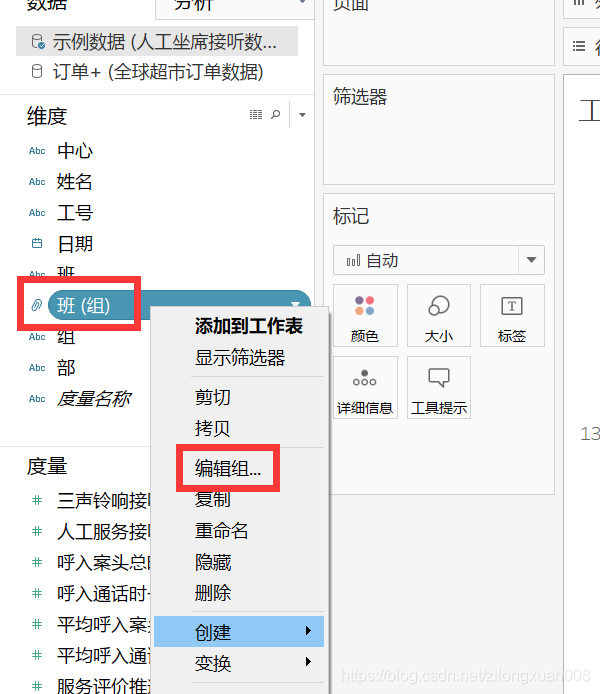 数据
分析
页面
示例数据 (人工坐席接听数...
订单+ (全球超市订单数据)
筛选器
维度
Abc 中心
Abc 姓名
Abc 工号
日期
Abc 班
班 (组)
Abc 组
Abc 部
Abc 度量名称
标记
自动
颜色
大小
标签
详细信息
工具提示
添加到工作表
显示筛选器
剪切
拷贝
编辑组...
复制
重命名
隐藏
删除
创建
变换
度量
三声铃响接
人工服务接
呼入案头总
呼入通话时
平均呼入案
平均呼入通
服务评价推
13
https://blog.csdn.net/zilongxuan008